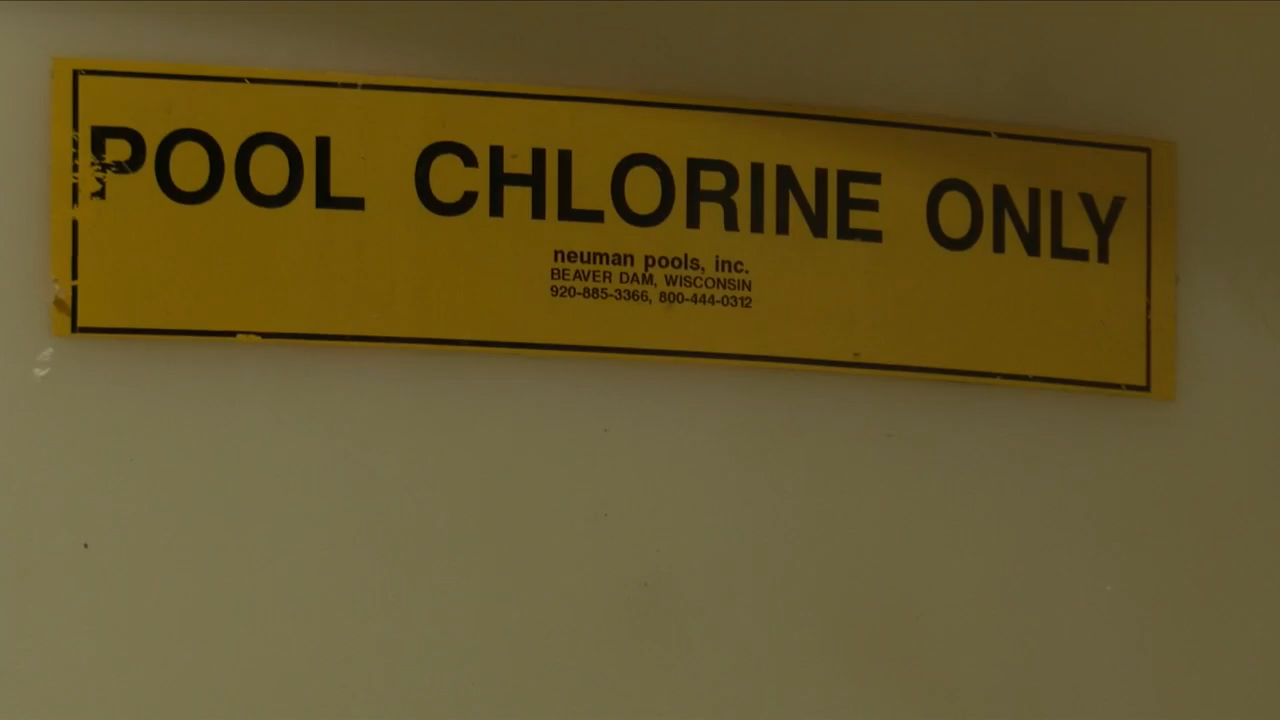 POOL CHLORINE ONLY
neuman pools, inc.
BEAVER DAM, WISCONSIN
920-885-3366, 800-444-0312